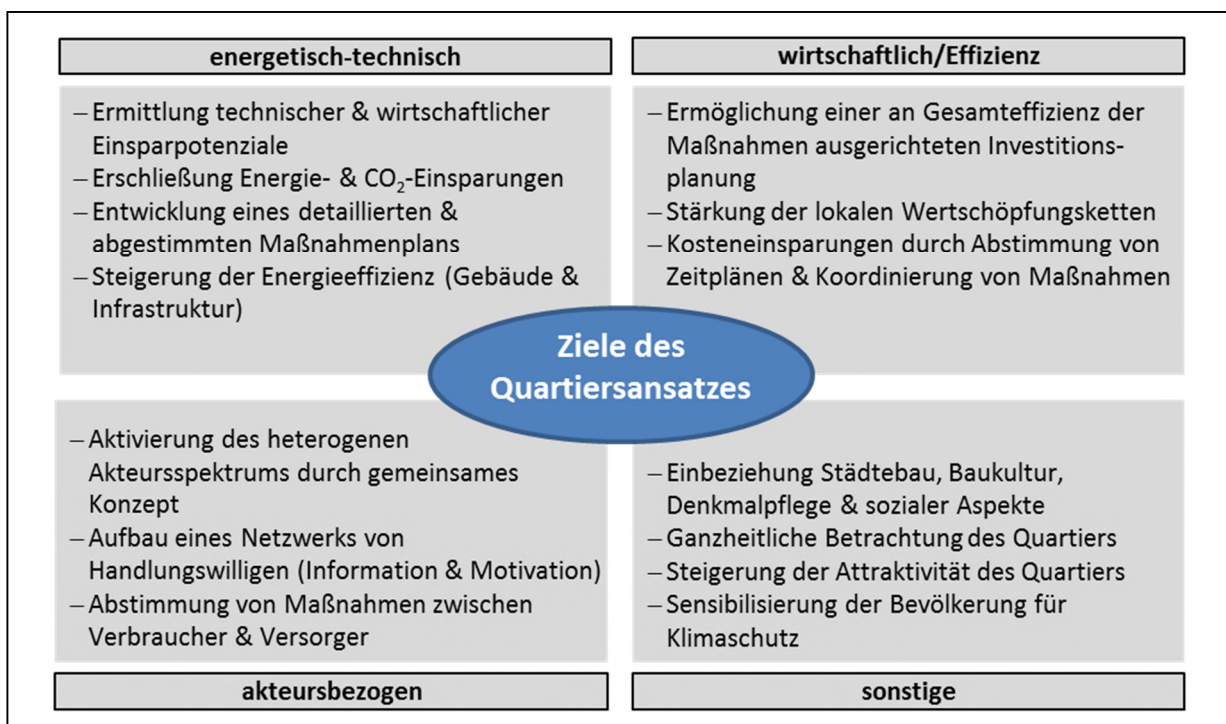 energetisch-technisch
– Ermittlung technischer & wirtschaftlicher
Einsparpotenziale
– Erschließung Energie- & CO₂-Einsparungen
– Entwicklung eines detaillierten &
abgestimmten Maßnahmenplans
– Steigerung der Energieeffizienz (Gebäude &
Infrastruktur)
wirtschaftlich/Effizienz
– Ermöglichung einer an Gesamteffizienz der
Maßnahmen ausgerichteten Investitions-
planung
– Stärkung der lokalen Wertschöpfungsketten
– Kosteneinsparungen durch Abstimmung von
Zeitplänen & Koordinierung von Maßnahmen
Ziele des
Quartiersansatzes
– Aktivierung des heterogenen
Akteursspektrums durch gemeinsames
Konzept
– Aufbau eines Netzwerks von
Handlungswilligen (Information & Motivation)
– Abstimmung von Maßnahmen zwischen
Verbraucher & Versorger
akteursbezogen
– Einbeziehung Städtebau, Baukultur,
Denkmalpflege & sozialer Aspekte
– Ganzheitliche Betrachtung des Quartiers
– Steigerung der Attraktivität des Quartiers
– Sensibilisierung der Bevölkerung für
Klimaschutz
sonstige